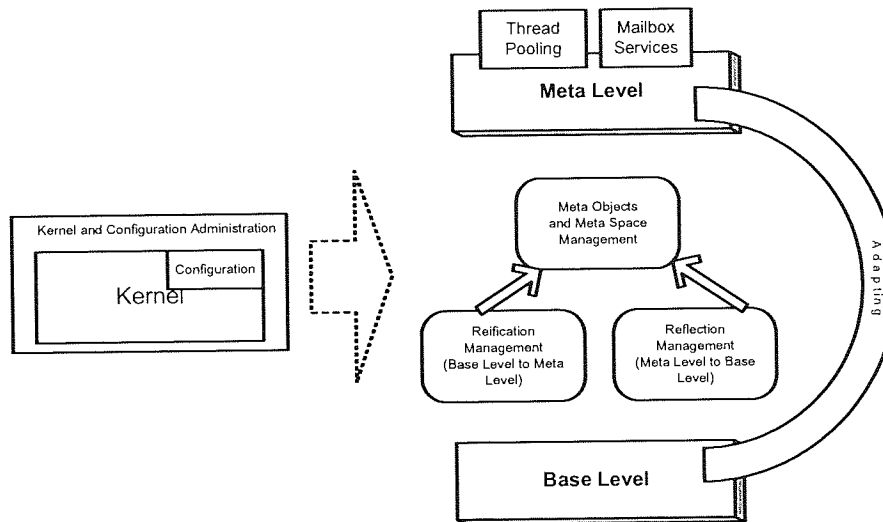 Thread
Pooling
Mailbox
Services
Meta Level
Kernel and Configuration Administration
Configuration
Kernel
Meta Objects
and Meta Space
Management
Adapting
Reification
Management
(Base Level to Meta
Level)
Reflection
Management
(Meta Level to Base
Level)
Base Level